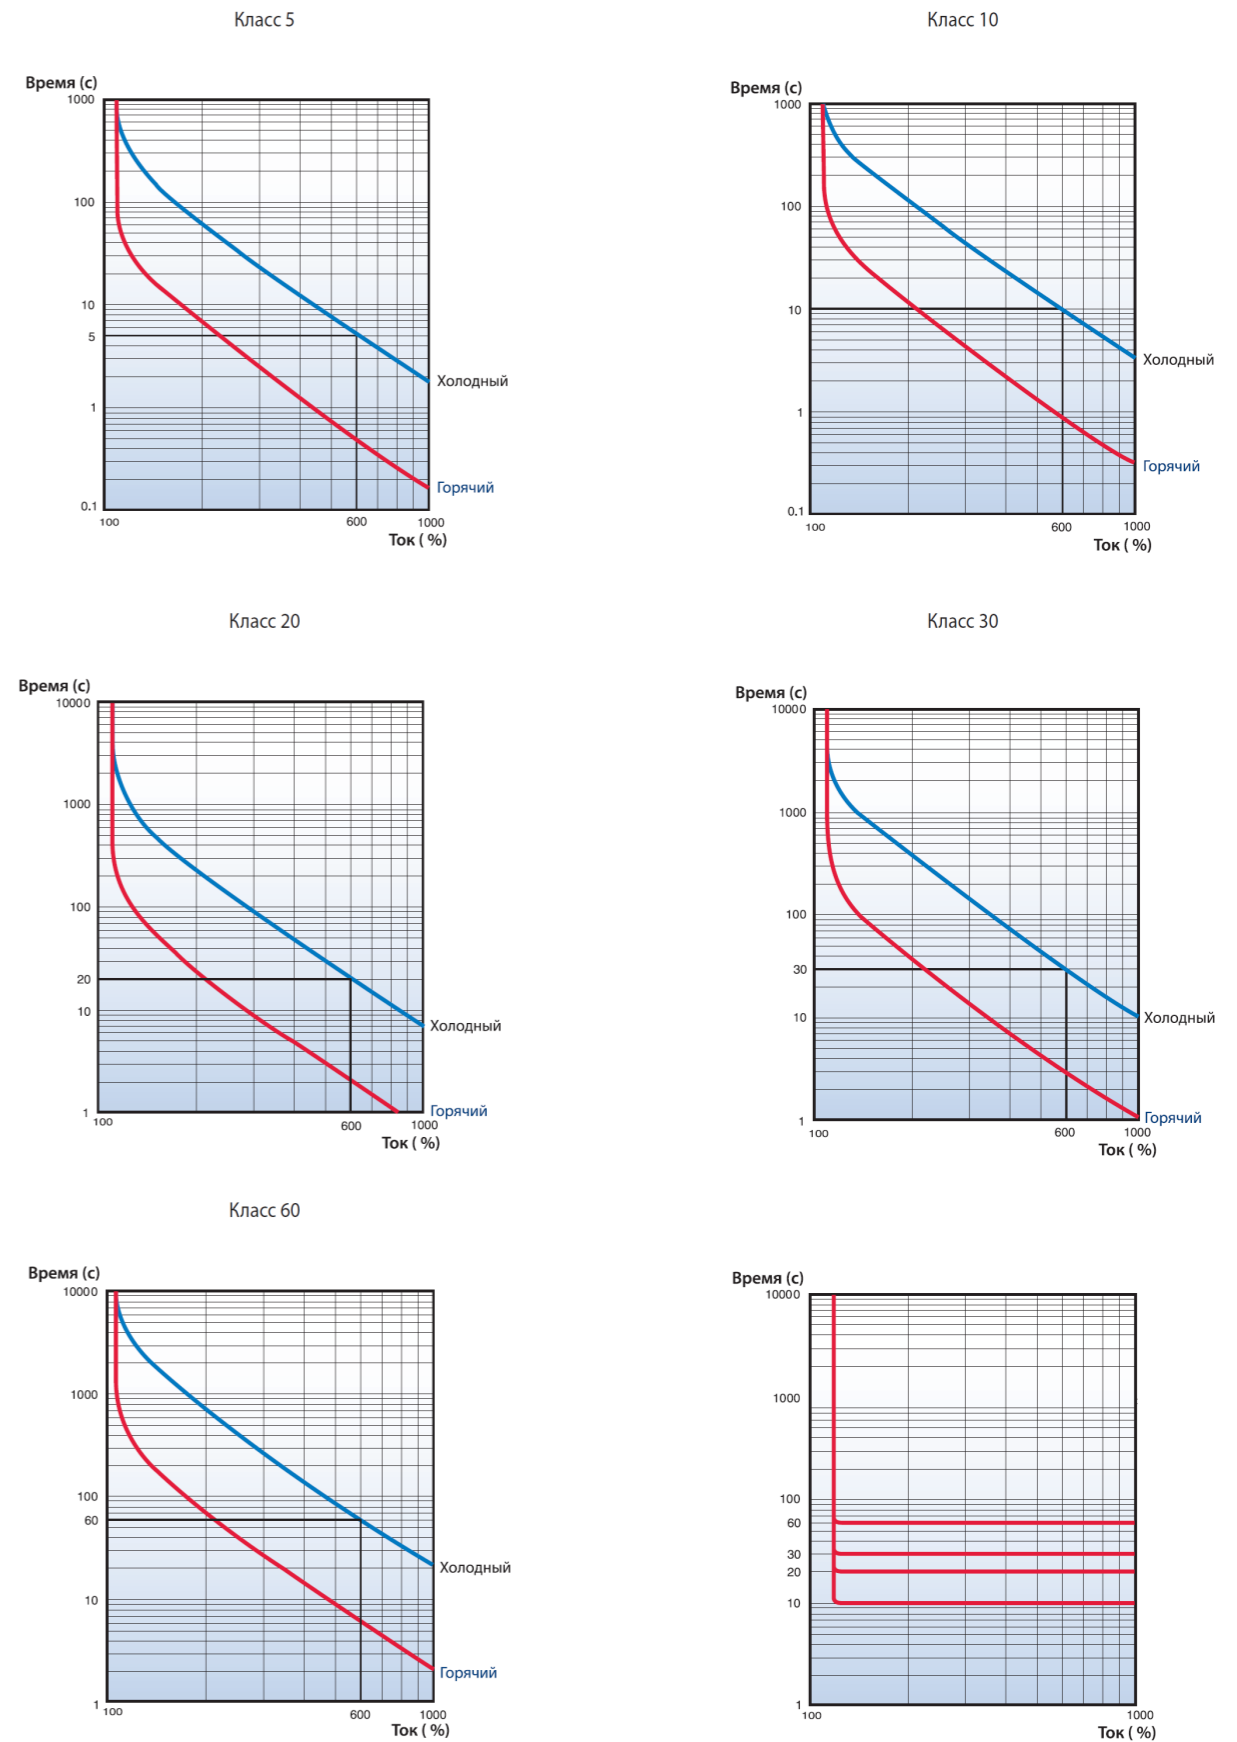 Класс 5
Время (с)
1000
100
10
5
1
0.1
100
600
1000
Ток ( %)
Холодный
Горячий
Класс 10
Время (с)
1000
100
10
1
0.1
100
600
1000
Ток ( %)
Холодный
Горячий
Класс 20
Время (с)
10000
1000
100
20
10
1
100
600
1000
Ток ( %)
Холодный
Горячий
Класс 30
Время (с)
10000
1000
100
30
10
1
100
600
1000
Ток ( %)
Холодный
Горячий
Класс 60
Время (с)
10000
1000
100
60
10
1
100
600
1000
Ток ( %)
Холодный
Горячий
Время (с)
10000
1000
100
60
30
20
10
1
100
1000
Ток ( %)